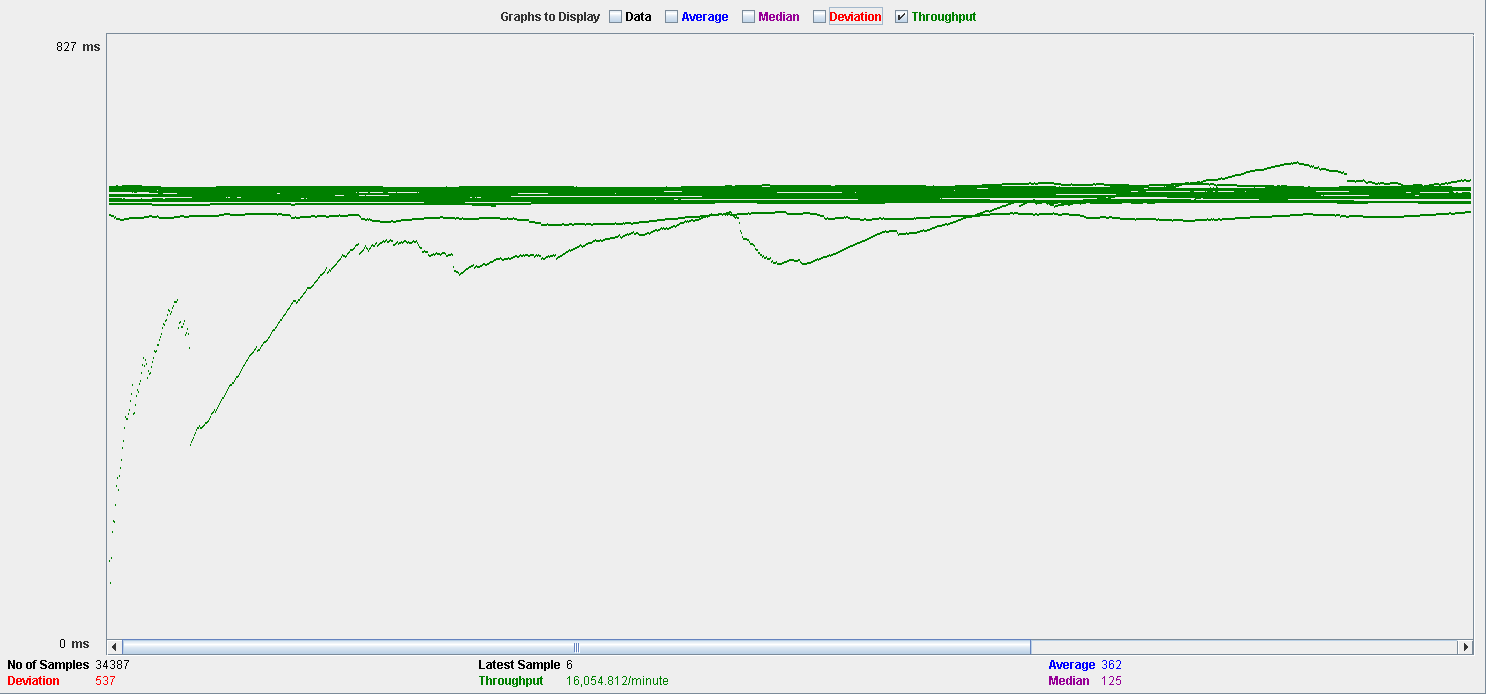 Graphs to Display Data Average Median Deviation Throughput
827 ms
0 ms
No of Samples 34387 Latest Sample 6 Average 362
Deviation 537 Throughput 16,054.812/minute Median 125